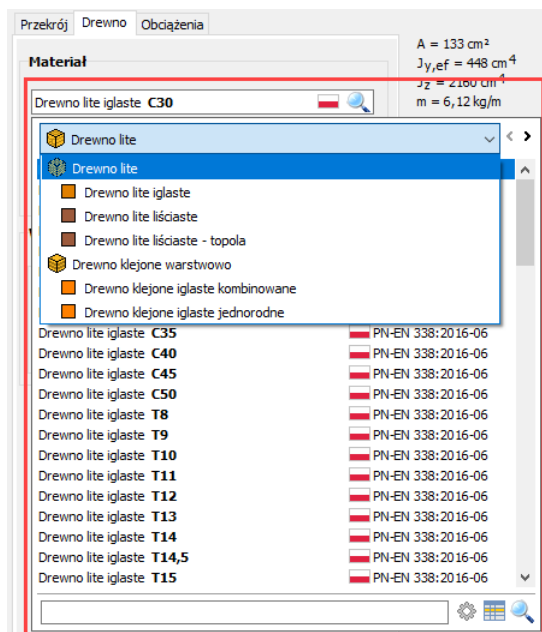 Przekrój Drewno Obciążenia
A = 133 cm²
Materiał
Jy,ef = 448 cm4
Jz = 2160 cm4
Drewno lite iglaste C30
m = 6,12 kg/m
Drewno lite
Drewno lite
Drewno lite iglaste
Drewno lite liściaste
Drewno lite liściaste - topola
Drewno klejone warstwowo
Drewno klejone iglaste kombinowane
Drewno klejone iglaste jednorodne
Drewno lite iglaste C35 PN-EN 338:2016-06
Drewno lite iglaste C40 PN-EN 338:2016-06
Drewno lite iglaste C45 PN-EN 338:2016-06
Drewno lite iglaste C50 PN-EN 338:2016-06
Drewno lite iglaste T8 PN-EN 338:2016-06
Drewno lite iglaste T9 PN-EN 338:2016-06
Drewno lite iglaste T10 PN-EN 338:2016-06
Drewno lite iglaste T11 PN-EN 338:2016-06
Drewno lite iglaste T12 PN-EN 338:2016-06
Drewno lite iglaste T13 PN-EN 338:2016-06
Drewno lite iglaste T14 PN-EN 338:2016-06
Drewno lite iglaste T14,5 PN-EN 338:2016-06
Drewno lite iglaste T15 PN-EN 338:2016-06